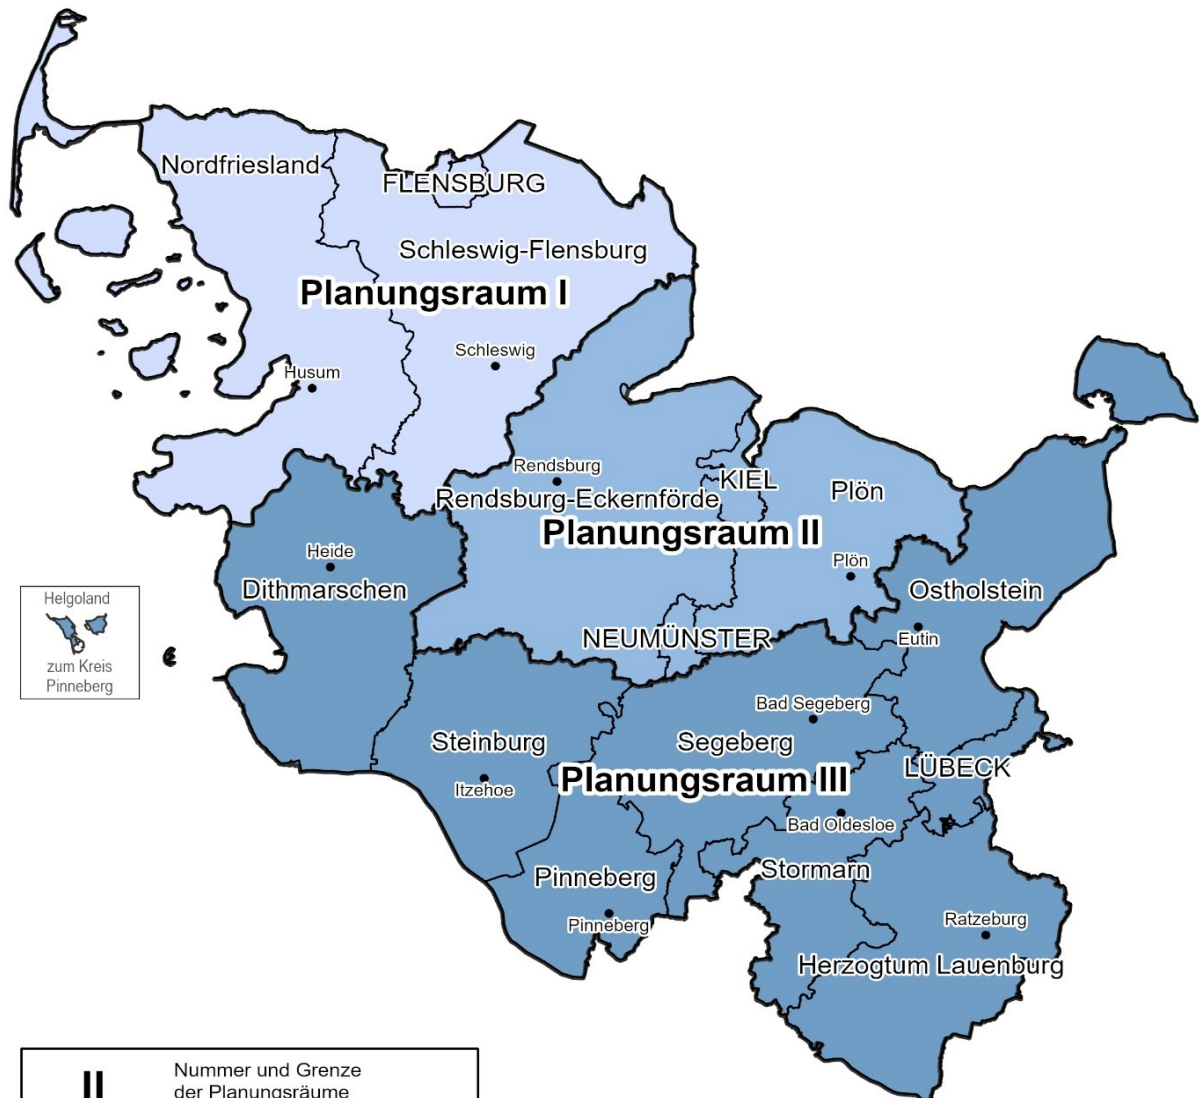 Nordfriesland
FLENSBURG
Schleswig-Flensburg
Planungsraum I
Schleswig
Husum
Rendsburg
KIEL
Rendsburg-Eckernförde
Plön
Planungsraum II
Heide
Plön
Dithmarschen
Ostholstein
Helgoland
zum Kreis
Pinneberg
NEUMÜNSTER
Eutin
Bad Segeberg
Steinburg
Segeberg
LÜBECK
Planungsraum III
Itzehoe
Bad Oldesloe
Stormarn
Pinneberg
Pinneberg
Ratzeburg
Herzogtum Lauenburg
II
Nummer und Grenze
der Planungsräume